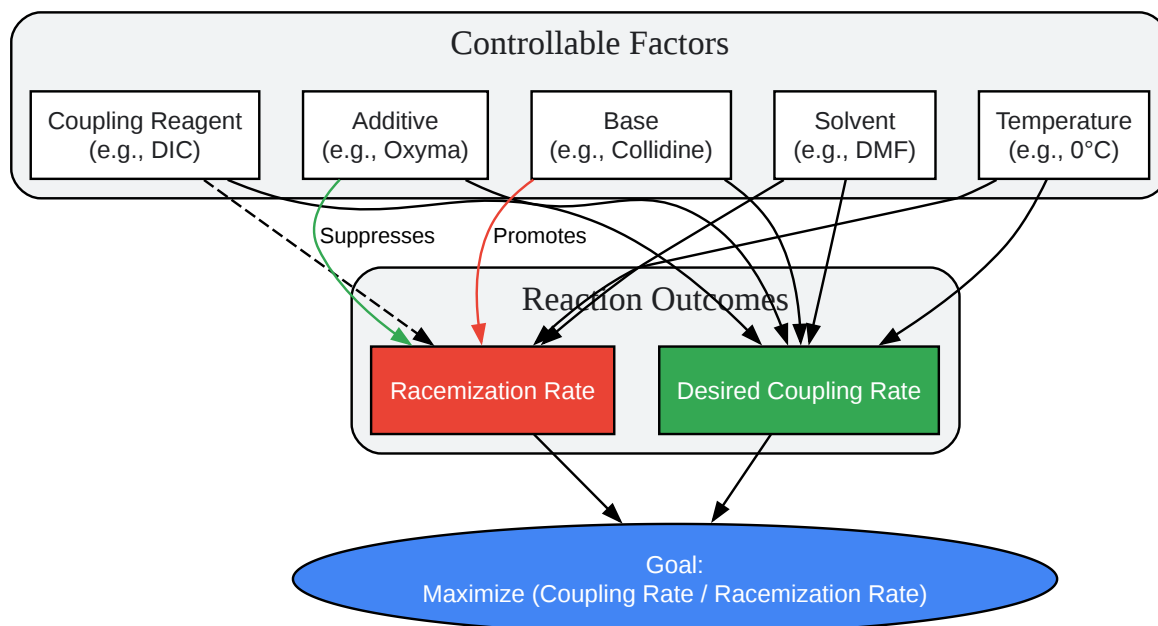 Controllable Factors
Coupling Reagent
(e.g., DIC)
Additive
(e.g., Oxyma)
Base
(e.g., Collidine)
Solvent
(e.g., DMF)
Temperature
(e.g., 0°C)
Suppresses
Promotes
Reaction Outcomes
Racemization Rate
Desired Coupling Rate
Goal:
Maximize (Coupling Rate / Racemization Rate)